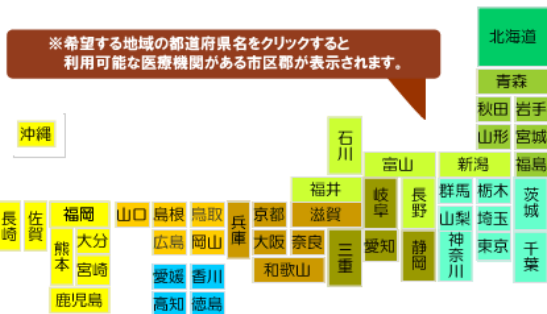 ※希望する地域の都道府県名をクリックすると
利用可能な医療機関がある市区郡が表示されます。
北海道
青森
秋田 岩手
山形 宮城
福島
沖縄
石川
富山 新潟
福井
岐阜
長野
群馬 栃木
茨城
山梨 埼玉
神奈川
東京
千葉
長崎
佐賀
福岡
熊本
大分
宮崎
鹿児島
山口 島根 鳥取
広島 岡山
兵庫
京都 滋賀
大阪 奈良
和歌山
三重
愛知
静岡
愛媛 香川
高知 徳島